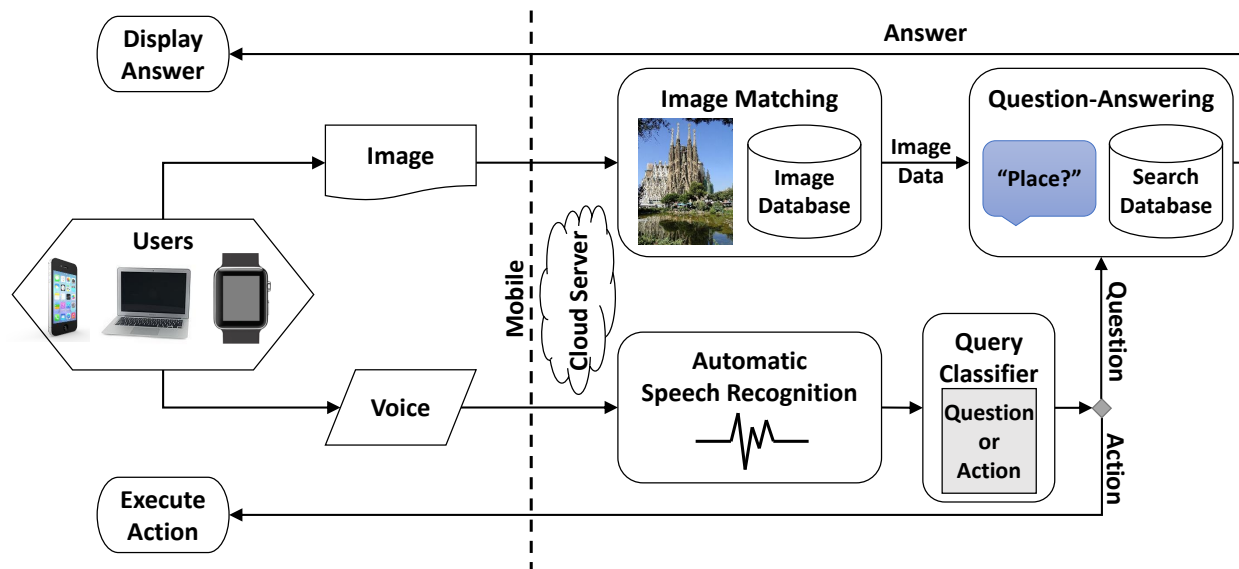 Display
Answer
Answer
Image Matching
Image
Database
Image
Data
Question-Answering
“Place?”
Search
Database
Image
Users
Mobile
Cloud Server
Voice
Automatic
Speech Recognition
Query
Classifier
Question
or
Action
Question
Action
Execute
Action